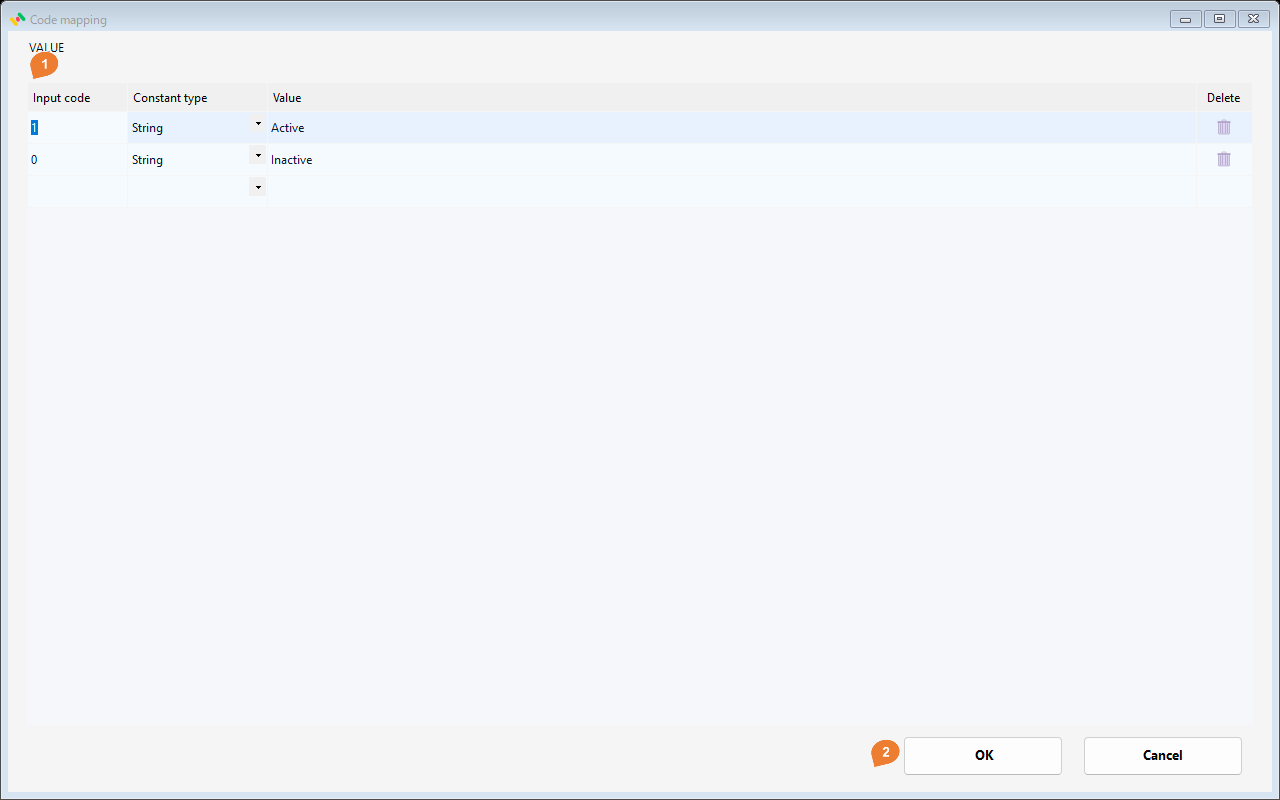 Code mapping
VALUE
1
Input code Constant type Value Delete
1 String Active
0 String Inactive
2 OK Cancel